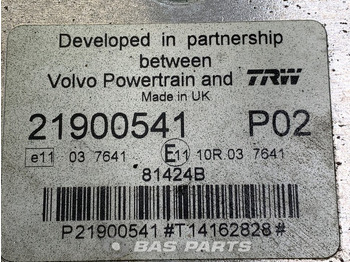 Developed in partnership
between
Volvo Powertrain and TRW
Made in UK
21900541 P02
e11 03 7641 E11 10R.03 7641
81424B
P21900541#T14162828#
BAS PARTS